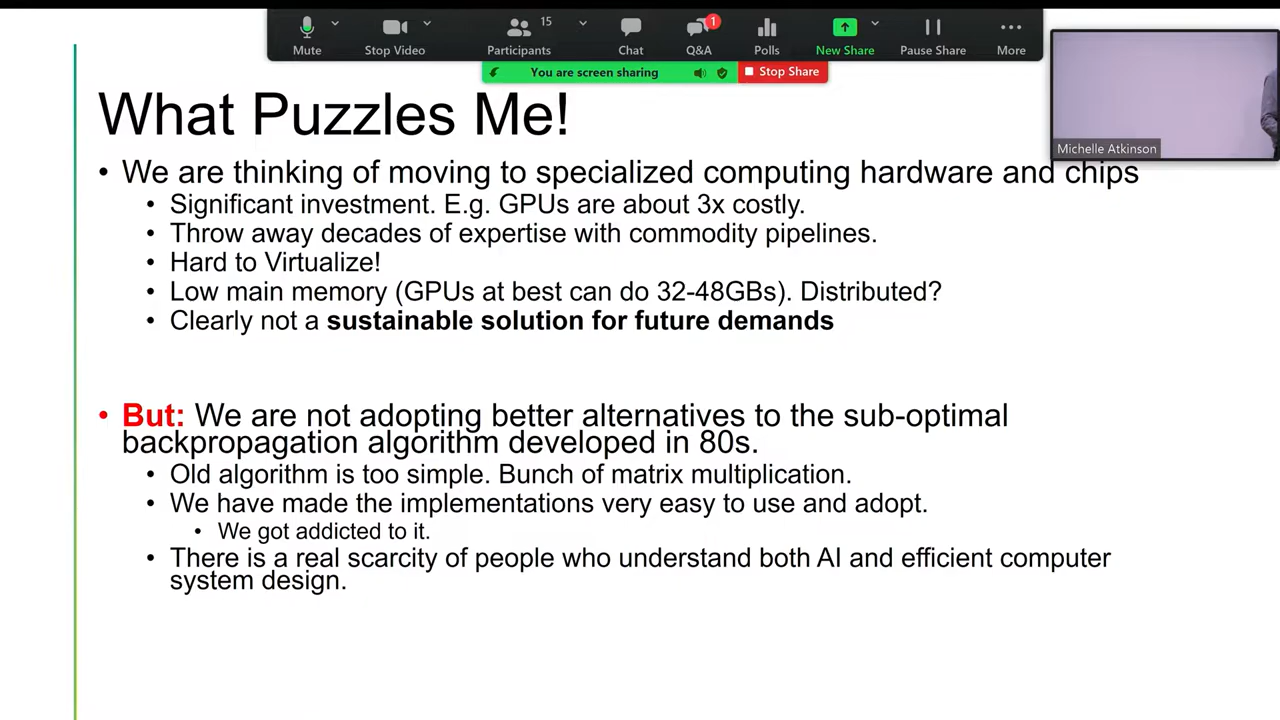 15
1
Mute
Stop Video
Participants
Chat
Q&A
Polls
New Share
Pause Share
More
You are screen sharing
Stop Share
Michelle Atkinson
What Puzzles Me!
• We are thinking of moving to specialized computing hardware and chips
• Significant investment. E.g. GPUs are about 3x costly.
• Throw away decades of expertise with commodity pipelines.
• Hard to Virtualize!
• Low main memory (GPUs at best can do 32-48GBs). Distributed?
• Clearly not a sustainable solution for future demands
• But: We are not adopting better alternatives to the sub-optimal
backpropagation algorithm developed in 80s.
• Old algorithm is too simple. Bunch of matrix multiplication.
• We have made the implementations very easy to use and adopt.
• We got addicted to it.
• There is a real scarcity of people who understand both AI and efficient computer
system design.